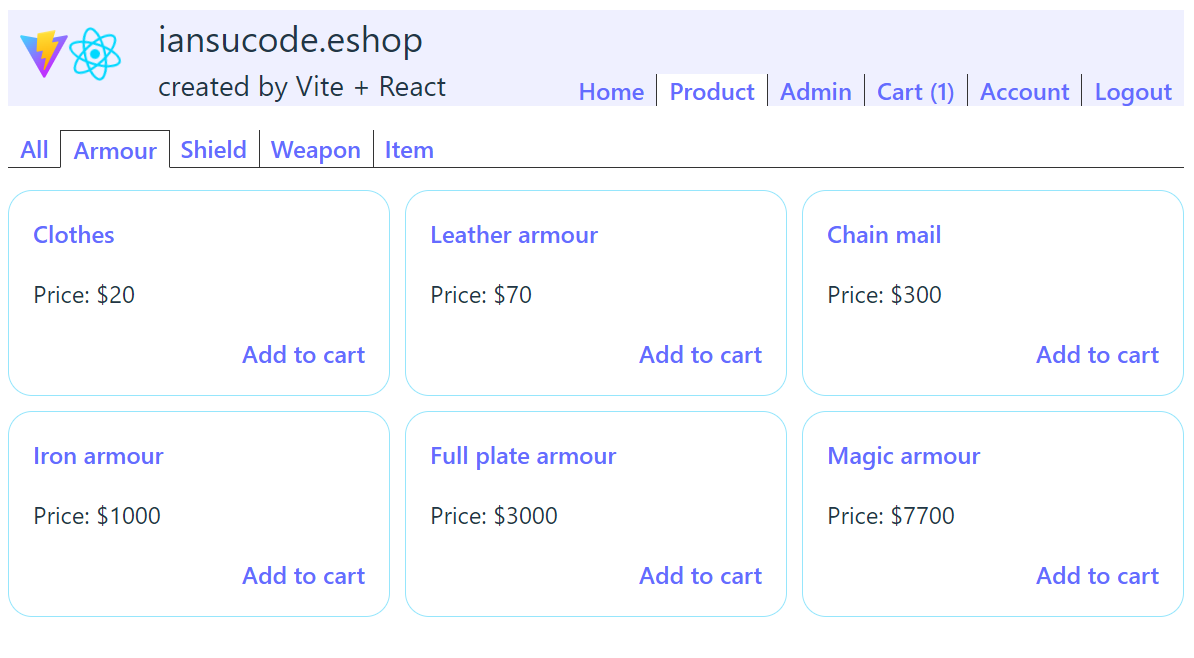 iansucode.eshop
created by Vite + React
Home Product Admin Cart (1) Account Logout
All Armour Shield Weapon Item
Clothes Leather armour Chain mail
Price: $20 Price: $70 Price: $300
Add to cart Add to cart Add to cart
Iron armour Full plate armour Magic armour
Price: $1000 Price: $3000 Price: $7700
Add to cart Add to cart Add to cart